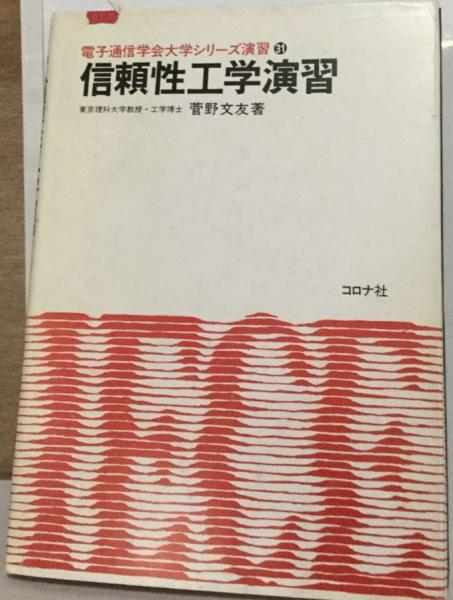 電子通信学会大学シリーズ演習 31
信頼性工学演習
東京理科大学教授・工学博士 菅野文友著
コロナ社
IECE